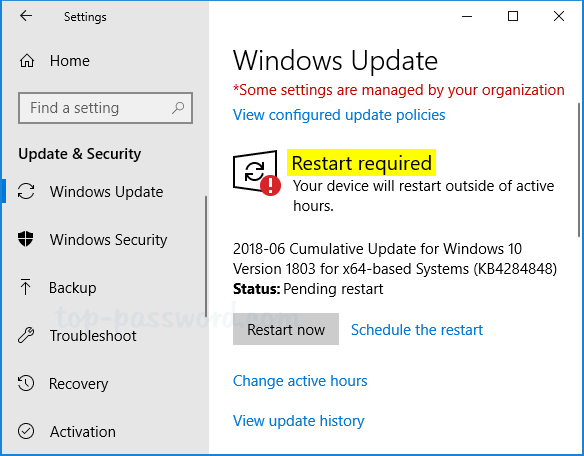 Settings
Home
Find a setting
Update & Security
Windows Update
Windows Security
Backup
Troubleshoot
Recovery
Activation
Windows Update
*Some settings are managed by your organization
View configured update policies
Restart required
Your device will restart outside of active
hours.
2018-06 Cumulative Update for Windows 10
Version 1803 for x64-based Systems (KB4284848)
Status: Pending restart
Restart now Schedule the restart
Change active hours
View update history
top-password.com